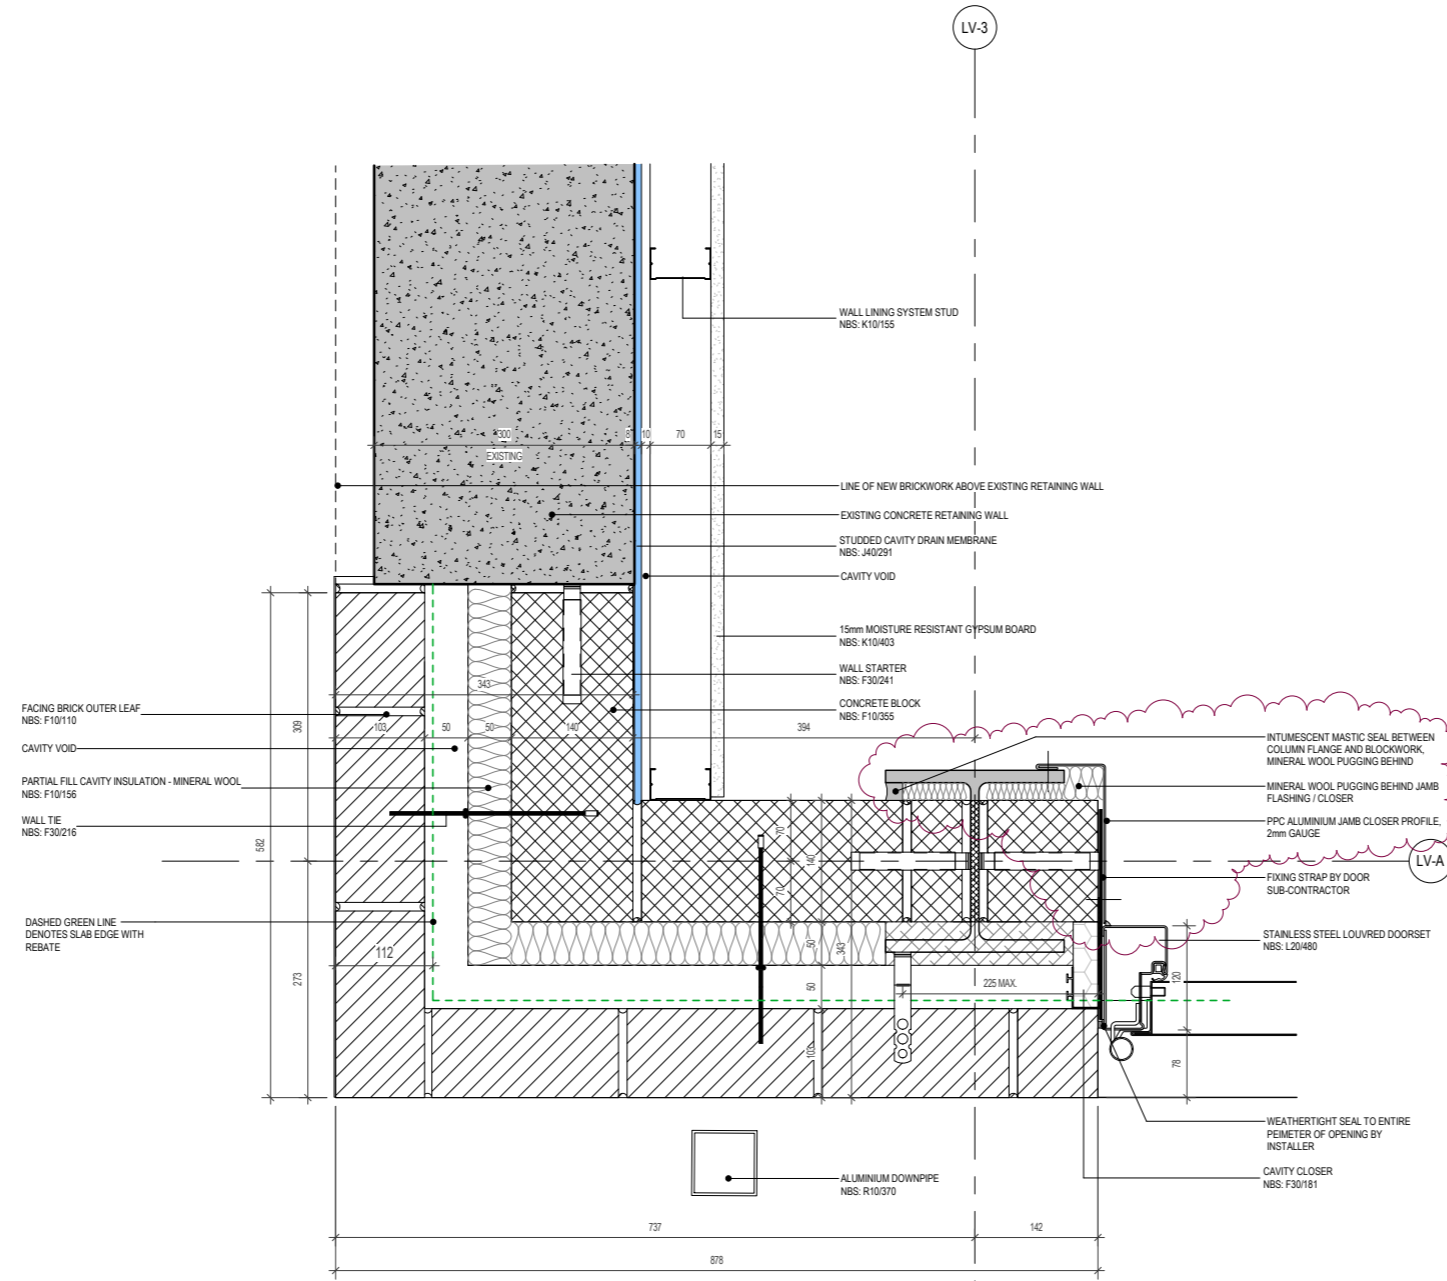 LV-3
WALL LINING SYSTEM STUD
NBS: K10/155
300
8
10
70
15
EXISTING
LINE OF NEW BRICKWORK ABOVE EXISTING RETAINING WALL
EXISTING CONCRETE RETAINING WALL
STUDDED CAVITY DRAIN MEMBRANE
NBS: J40/291
CAVITY VOID
15mm MOISTURE RESISTANT GYPSUM BOARD
NBS: K10/403
WALL STARTER
NBS: F30/241
CONCRETE BLOCK
NBS: F10/355
343
103
50
50
140
394
FACING BRICK OUTER LEAF
NBS: F10/110
CAVITY VOID
PARTIAL FILL CAVITY INSULATION - MINERAL WOOL
NBS: F10/156
WALL TIE
NBS: F30/216
DASHED GREEN LINE
DENOTES SLAB EDGE WITH
REBATE
309
582
273
112
INTUMESCENT MASTIC SEAL BETWEEN
COLUMN FLANGE AND BLOCKWORK,
MINERAL WOOL PUGGING BEHIND
MINERAL WOOL PUGGING BEHIND JAMB
FLASHING / CLOSER
PPC ALUMINIUM JAMB CLOSER PROFILE,
2mm GAUGE
LV-A
FIXING STRAP BY DOOR
SUB-CONTRACTOR
STAINLESS STEEL LOUVRED DOORSET
NBS: L20/480
70
140
70
50
343
50
103
225 MAX.
120
78
WEATHERTIGHT SEAL TO ENTIRE
PEIMETER OF OPENING BY
INSTALLER
CAVITY CLOSER
NBS: F30/181
ALUMINIUM DOWNPIPE
NBS: R10/370
737
142
878